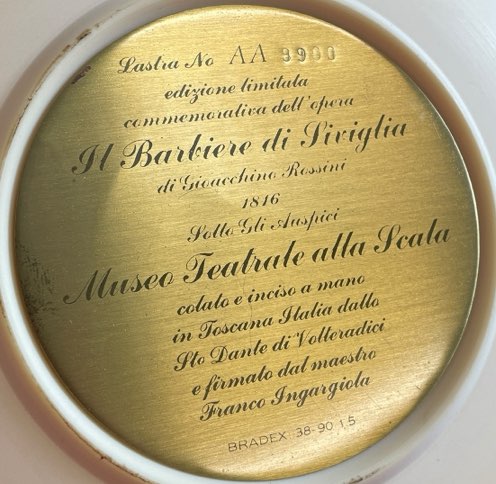 Lastra No AA 3900
edizione limitata
commemorativa dell'opera
Il Barbiere di Siviglia
di Gioacchino Rossini
1816
Sotto Gli Auspici
Museo Teatrale alla Scala
colato e inciso a mano
in Toscana Italia dallo
Sto Dante di Volteradici
e firmato dal maestro
Franco Ingargiola
BRADEX 38-90 1.5